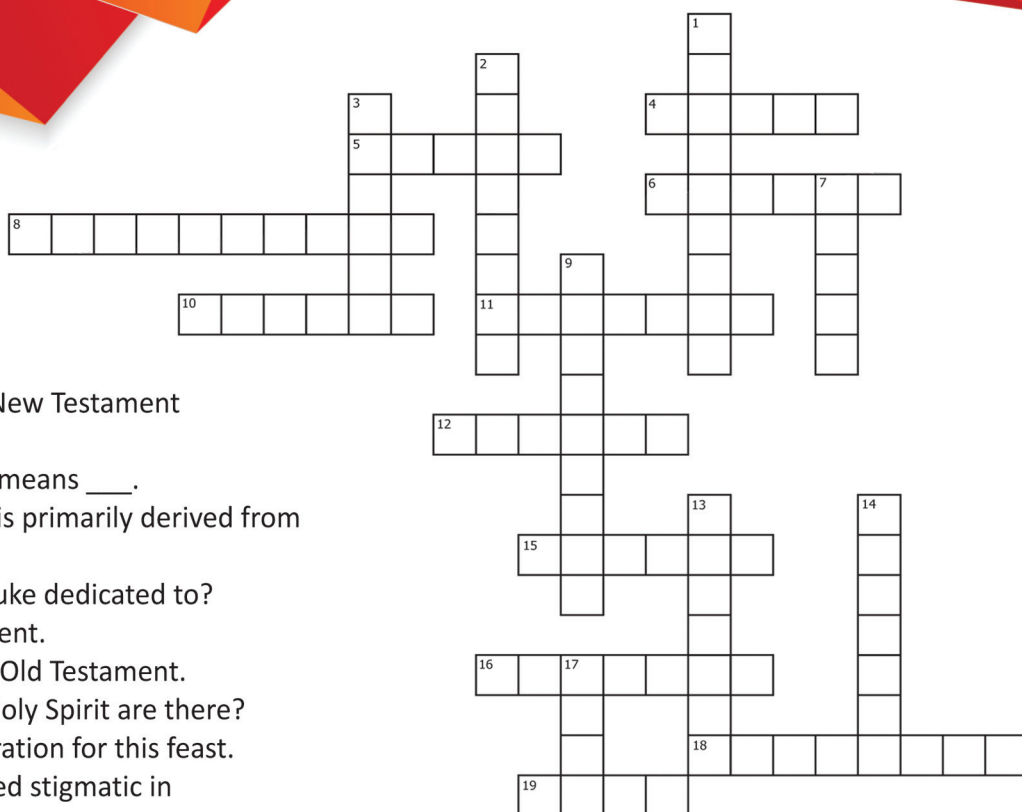 1
2
3
4
5
6
7
8
9
10
11
New Testament
12
means ___.
13
14
is primarily derived from
15
uke dedicated to?
ent.
16
17
Old Testament.
oly Spirit are there?
18
ration for this feast.
19
ed stigmatic in